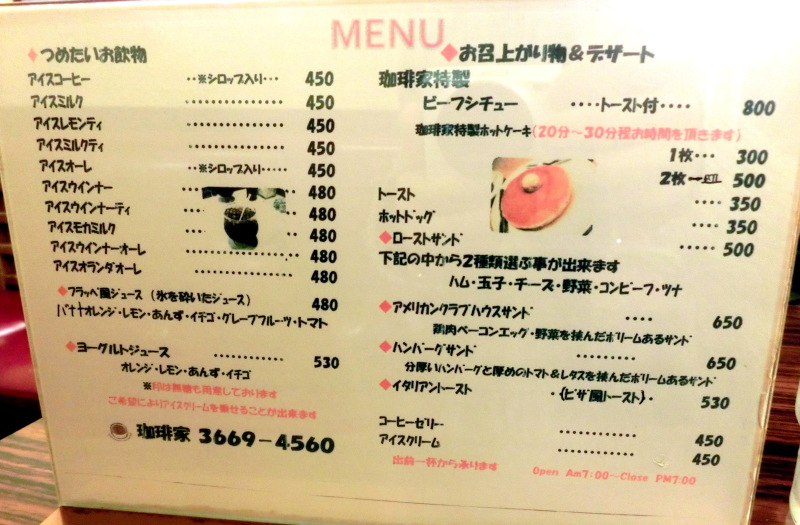 MENU
◆つめたいお飲物
アイスコーヒー ‥※シロップ入り‥ 450
アイスミルク 450
アイスレモンティ 450
アイスミルクティ 450
アイスオーレ ‥※シロップ入り‥ 450
アイスウインナー 480
アイスウインナーティ 480
アイスモカミルク 480
アイスウインナーオーレ 480
アイスオランダオーレ 480
◆フラッペ風ジュース (氷を砕いたジュース) 480
バナナオレンジ・レモン・あんず・イチゴ・グレープフルーツ・トマト
◆ヨーグルトジュース 530
オレンジ・レモン・あんず・イチゴ
※印は無糖も用意しております
ご希望によりアイスクリームを乗せることが出来ます
珈琲家 3669-4560
◆お召上がり物&デザート
珈琲家特製
ビーフシチュー ‥‥トースト付‥‥ 800
珈琲家特製ホットケーキ(20分~30分程お時間を頂きます)
1枚‥ 300
2枚 500
トースト 350
ホットドッグ 350
◆ローストサンド 500
下記の中から2種類選ぶ事が出来ます
ハム・玉子・チーズ・野菜・コンビーフ・ツナ
◆アメリカンクラブハウスサンド 650
鶏肉ベーコンエッグ・野菜を挟んだボリームあるサンド
◆ハンバーグサンド 650
分厚いハンバーグと厚めのトマト&レタスを挟んだボリームあるサンド
◆イタリアントースト ・(ピザ風トースト)・ 530
コーヒーゼリー 450
アイスクリーム 450
出前一杯から承ります
Open Am7:00~Close PM7:00